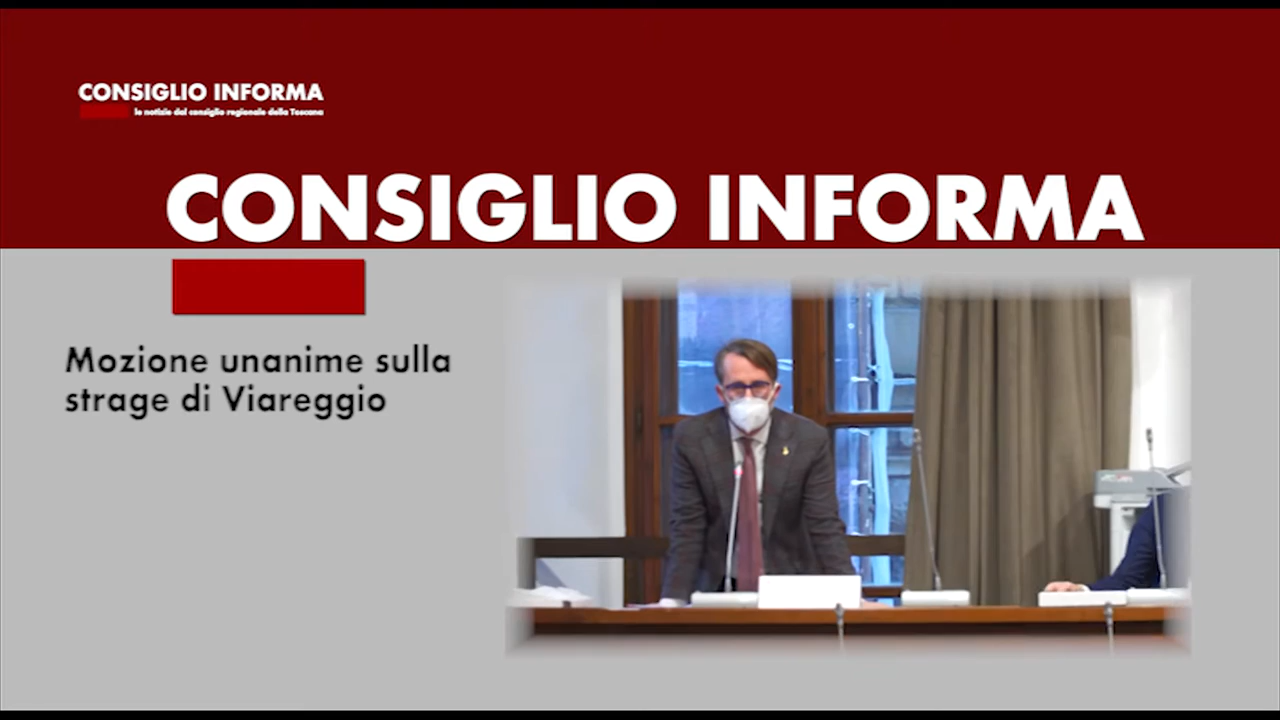 CONSIGLIO INFORMA
le notizie dal consiglio regionale della Toscana
CONSIGLIO INFORMA
Mozione unanime sulla
strage di Viareggio